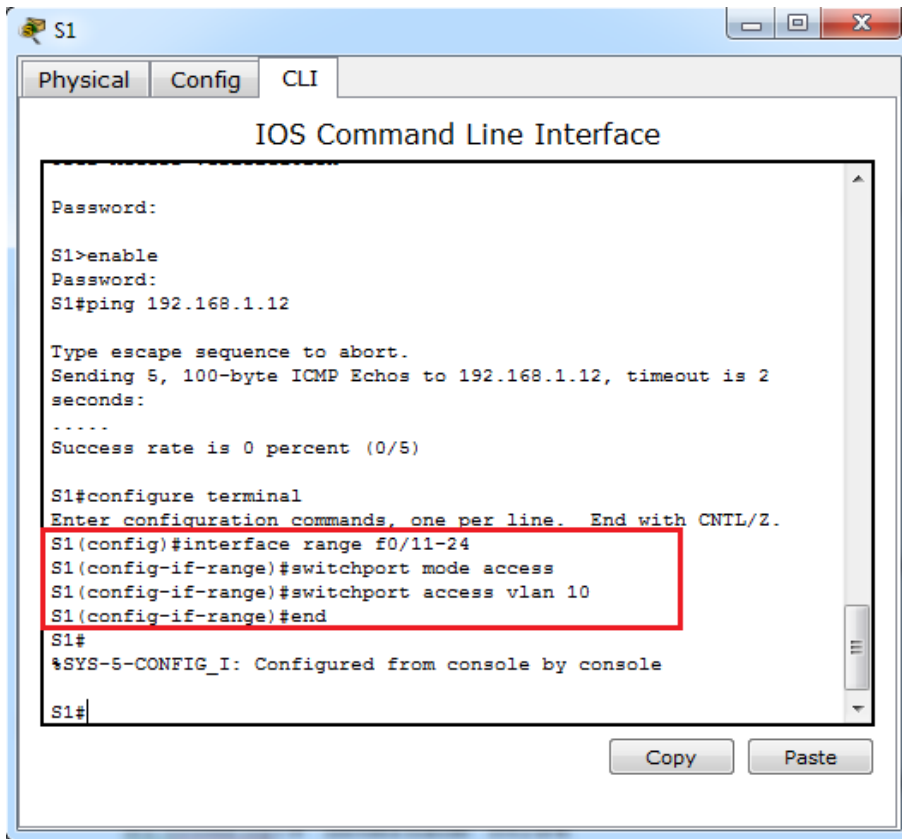 S1
Physical Config CLI
IOS Command Line Interface
Password:
S1>enable
Password:
S1#ping 192.168.1.12
Type escape sequence to abort.
Sending 5, 100-byte ICMP Echos to 192.168.1.12, timeout is 2
seconds:
.....
Success rate is 0 percent (0/5)
S1#configure terminal
Enter configuration commands, one per line.  End with CNTL/Z.
S1(config)#interface range f0/11-24
S1(config-if-range)#switchport mode access
S1(config-if-range)#switchport access vlan 10
S1(config-if-range)#end
S1#
%SYS-5-CONFIG_I: Configured from console by console
S1#
Copy Paste